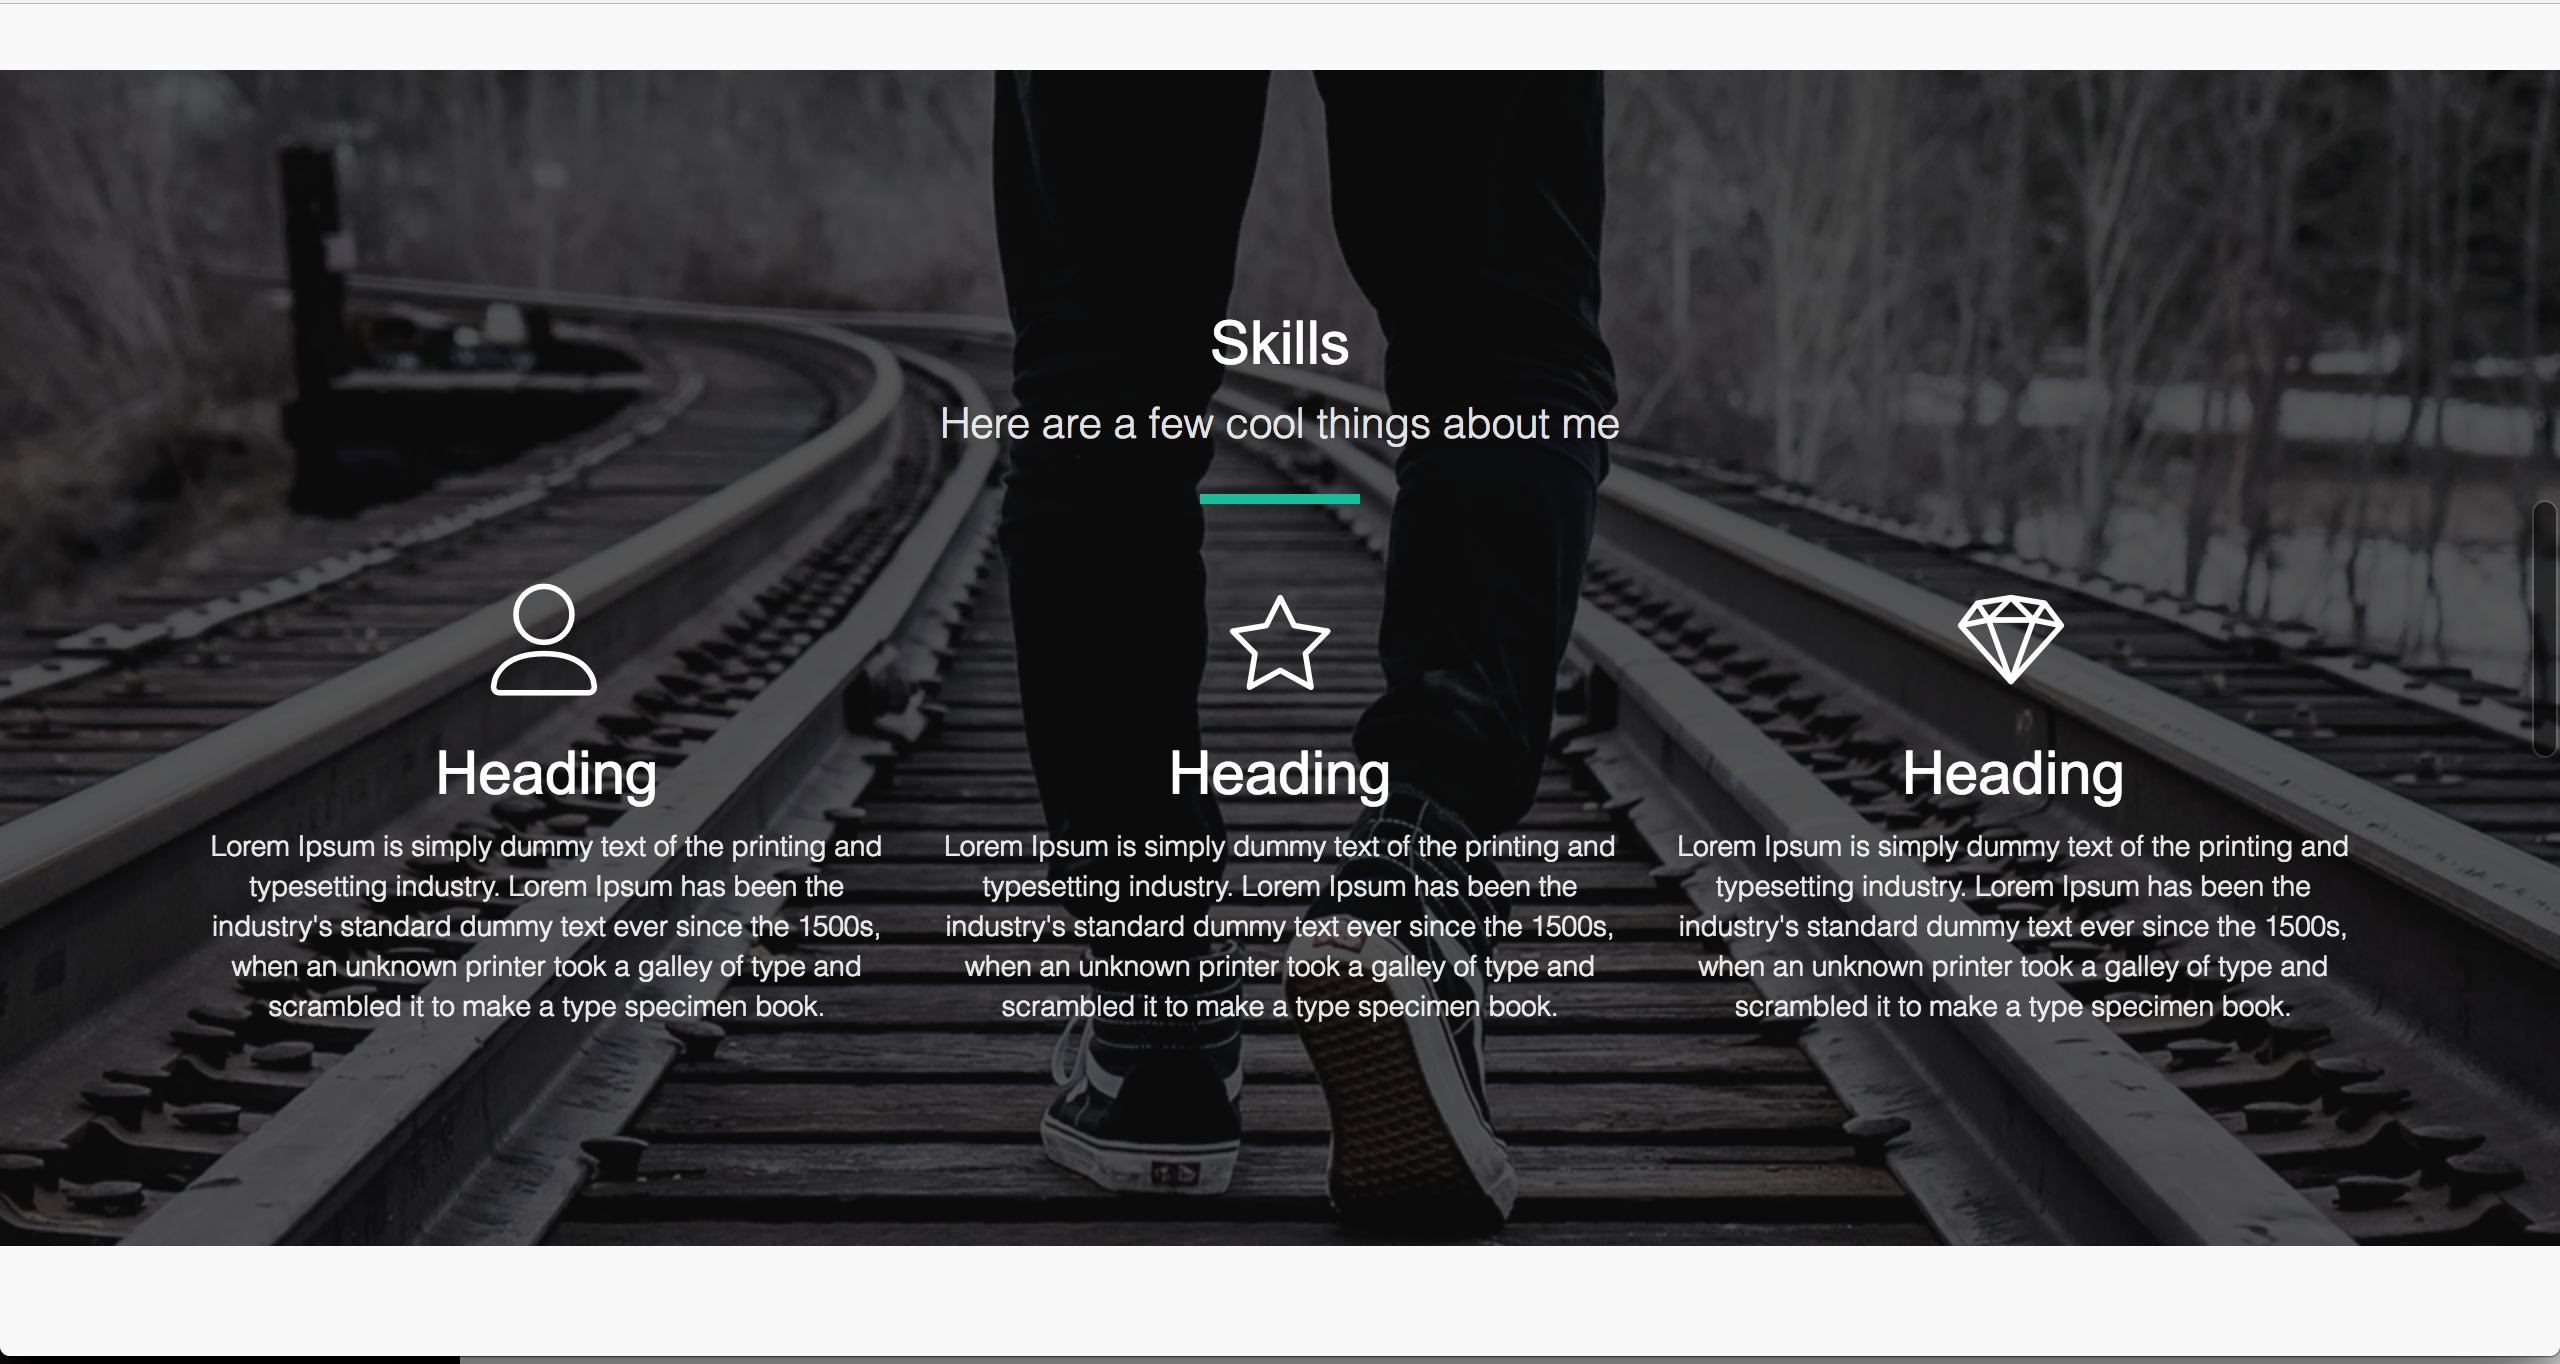 Skills
Here are a few cool things about me
Heading
Lorem Ipsum is simply dummy text of the printing and
typesetting industry. Lorem Ipsum has been the
industry's standard dummy text ever since the 1500s,
when an unknown printer took a galley of type and
scrambled it to make a type specimen book.
Heading
Lorem Ipsum is simply dummy text of the printing and
typesetting industry. Lorem Ipsum has been the
industry's standard dummy text ever since the 1500s,
when an unknown printer took a galley of type and
scrambled it to make a type specimen book.
Heading
Lorem Ipsum is simply dummy text of the printing and
typesetting industry. Lorem Ipsum has been the
industry's standard dummy text ever since the 1500s,
when an unknown printer took a galley of type and
scrambled it to make a type specimen book.